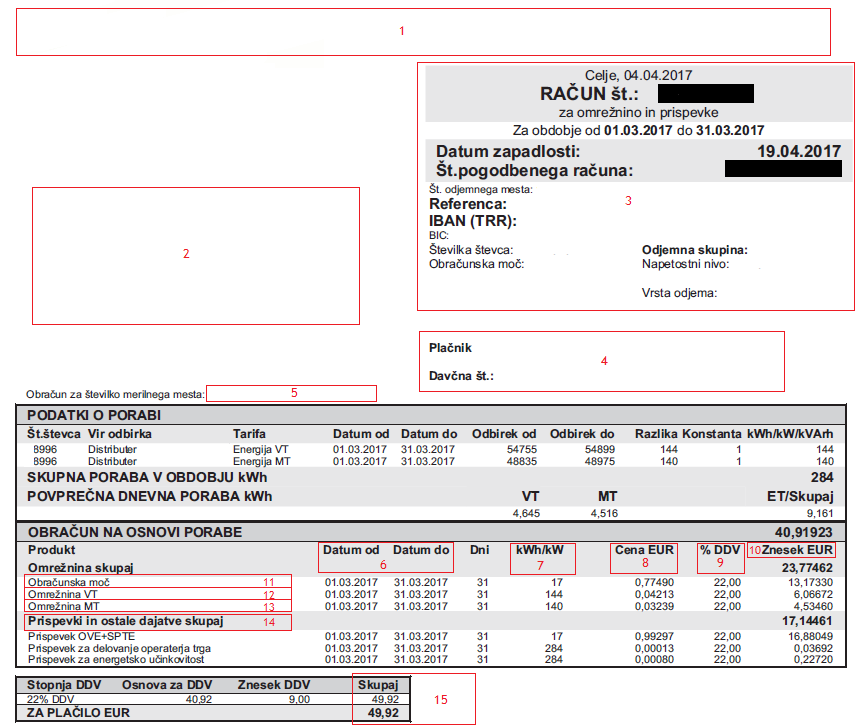 1
Celje, 04.04.2017
RAČUN št.:
za omrežnino in prispevke
Za obdobje od 01.03.2017 do 31.03.2017
Datum zapadlosti: 19.04.2017
Št.pogodbenega računa:
Št. odjemnega mesta:
Referenca: 3
IBAN (TRR):
BIC:
Številka števca: Odjemna skupina:
Obračunska moč: Napetostni nivo:
Vrsta odjema:
2
Plačnik
4
Davčna št.:
Obračun za številko merilnega mesta: 5
PODATKI O PORABI
Št.števca Vir odbirka Tarifa Datum od Datum do Odbirek od Odbirek do Razlika Konstanta kWh/kW/kVArh
8996 Distributer Energija VT 01.03.2017 31.03.2017 54755 54899 144 1 144
8996 Distributer Energija MT 01.03.2017 31.03.2017 48835 48975 140 1 140
SKUPNA PORABA V OBDOBJU kWh 284
POVPREČNA DNEVNA PORABA kWh VT MT ET/Skupaj
4,645 4,516 9,161
OBRAČUN NA OSNOVI PORABE 40,91923
Produkt Datum od Datum do Dni kWh/kW Cena EUR % DDV 10 Znesek EUR
Omrežnina skupaj 6 7 8 9 23,77462
Obračunska moč 11 01.03.2017 31.03.2017 31 17 0,77490 22,00 13,17330
Omrežnina VT 12 01.03.2017 31.03.2017 31 144 0,04213 22,00 6,06672
Omrežnina MT 13 01.03.2017 31.03.2017 31 140 0,03239 22,00 4,53460
Prispevki in ostale dajatve skupaj 14 17,14461
Prispevek OVE+SPTE 01.03.2017 31.03.2017 31 17 0,99297 22,00 16,88049
Prispevek za delovanje operaterja trga 01.03.2017 31.03.2017 31 284 0,00013 22,00 0,03692
Prispevek za energetsko učinkovitost 01.03.2017 31.03.2017 31 284 0,00080 22,00 0,22720
Stopnja DDV Osnova za DDV Znesek DDV Skupaj
22% DDV 40,92 9,00 49,92 15
ZA PLAČILO EUR 49,92